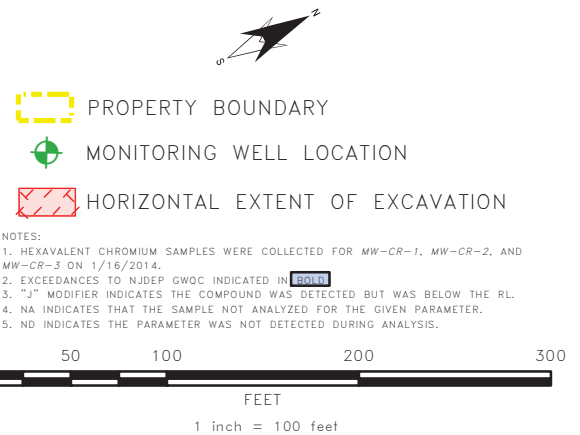 N
S
PROPERTY BOUNDARY
MONITORING WELL LOCATION
HORIZONTAL EXTENT OF EXCAVATION
NOTES:
1. HEXAVALENT CHROMIUM SAMPLES WERE COLLECTED FOR MW-CR-1, MW-CR-2, AND
MW-CR-3 ON 1/16/2014.
2. EXCEEDANCES TO NJDEP GWQC INDICATED IN BOLD
3. "J" MODIFIER INDICATES THE COMPOUND WAS DETECTED BUT WAS BELOW THE RL.
4. NA INDICATES THAT THE SAMPLE NOT ANALYZED FOR THE GIVEN PARAMETER.
5. ND INDICATES THE PARAMETER WAS NOT DETECTED DURING ANALYSIS.
50 100 200 300
FEET
1 inch = 100 feet